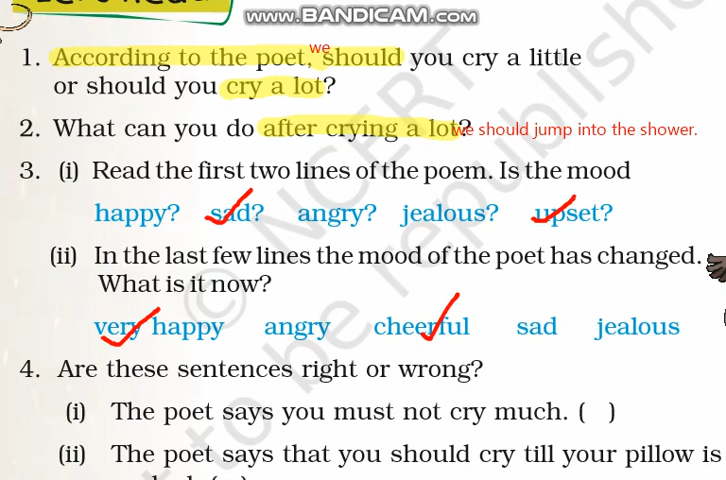 www.BANDICAM.com
1. According to the poet, we should you cry a little
or should you cry a lot?
2. What can you do after crying a lot? we should jump into the shower.
3. (i) Read the first two lines of the poem. Is the mood
happy? sad? angry? jealous? upset?
(ii) In the last few lines the mood of the poet has changed.
What is it now?
very happy angry cheerful sad jealous
4. Are these sentences right or wrong?
(i) The poet says you must not cry much. ( )
(ii) The poet says that you should cry till your pillow is
© NCERT
not to be republished